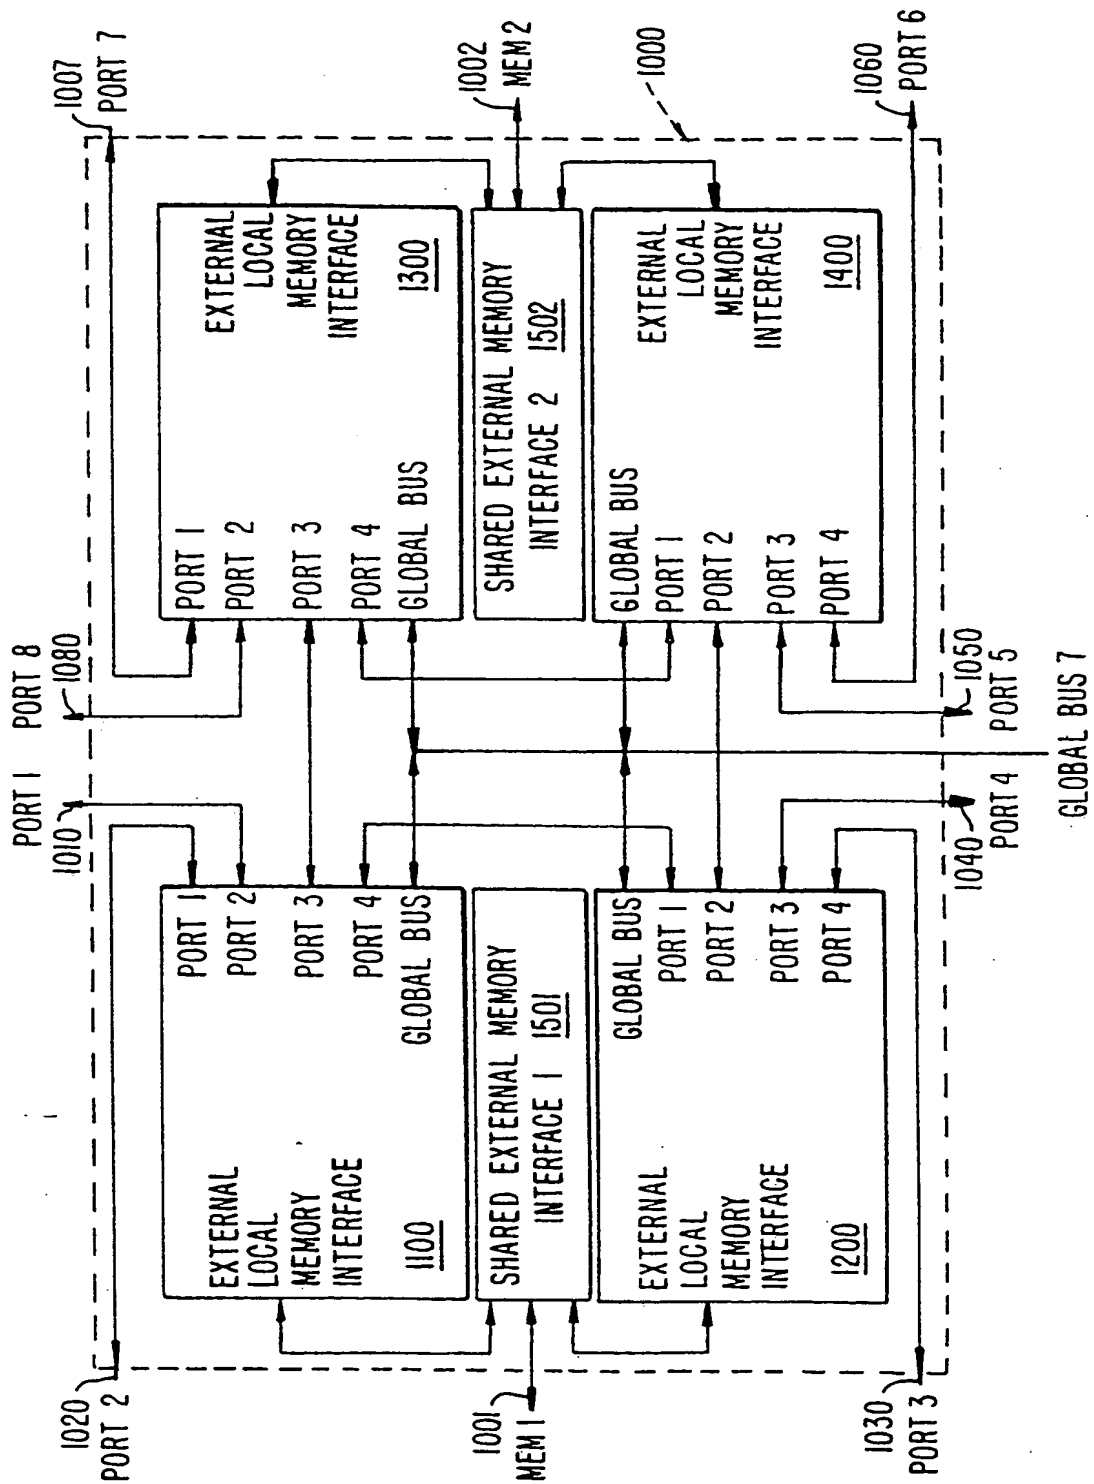 1020
PORT 2
1001
MEM 1
1030
PORT 3
EXTERNAL
LOCAL
MEMORY
INTERFACE
1100
PORT 1
PORT 2
PORT 3
PORT 4
GLOBAL BUS
SHARED EXTERNAL MEMORY
INTERFACE 1 1501
EXTERNAL
LOCAL
MEMORY
INTERFACE
1200
GLOBAL BUS
PORT 1
PORT 2
PORT 3
PORT 4
PORT 1
1010
PORT 8
1080
1040
PORT 4
1050
PORT 5
GLOBAL BUS 7
PORT 1
PORT 2
PORT 3
PORT 4
GLOBAL BUS
EXTERNAL
LOCAL
MEMORY
INTERFACE
1300
SHARED EXTERNAL MEMORY
INTERFACE 2 1502
GLOBAL BUS
PORT 1
PORT 2
PORT 3
PORT 4
EXTERNAL
LOCAL
MEMORY
INTERFACE
1400
1007
PORT 7
1002
MEM 2
1000
1060
PORT 6